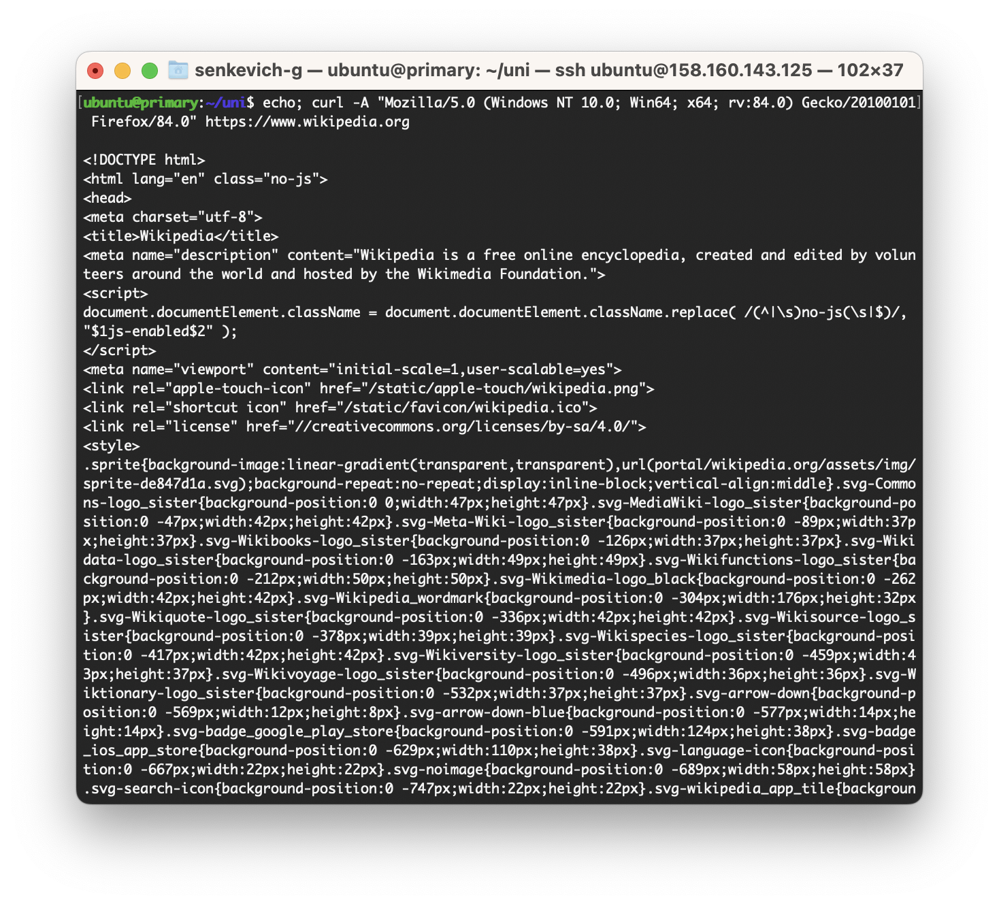 senkevich-g — ubuntu@primary: ~/uni — ssh ubuntu@158.160.143.125 — 102×37
[ubuntu@primary:~/uni$ echo; curl -A "Mozilla/5.0 (Windows NT 10.0; Win64; x64; rv:84.0) Gecko/20100101]
 Firefox/84.0" https://www.wikipedia.org

<!DOCTYPE html>
<html lang="en" class="no-js">
<head>
<meta charset="utf-8">
<title>Wikipedia</title>
<meta name="description" content="Wikipedia is a free online encyclopedia, created and edited by volun
teers around the world and hosted by the Wikimedia Foundation.">
<script>
document.documentElement.className = document.documentElement.className.replace( /(^|\s)no-js(\s|$)/,
"$1js-enabled$2" );
</script>
<meta name="viewport" content="initial-scale=1,user-scalable=yes">
<link rel="apple-touch-icon" href="/static/apple-touch/wikipedia.png">
<link rel="shortcut icon" href="/static/favicon/wikipedia.ico">
<link rel="license" href="//creativecommons.org/licenses/by-sa/4.0/">
<style>
.sprite{background-image:linear-gradient(transparent,transparent),url(portal/wikipedia.org/assets/img/
sprite-de847d1a.svg);background-repeat:no-repeat;display:inline-block;vertical-align:middle}.svg-Commo
ns-logo_sister{background-position:0 0;width:47px;height:47px}.svg-MediaWiki-logo_sister{background-po
sition:0 -47px;width:42px;height:42px}.svg-Meta-Wiki-logo_sister{background-position:0 -89px;width:37p
x;height:37px}.svg-Wikibooks-logo_sister{background-position:0 -126px;width:37px;height:37px}.svg-Wiki
data-logo_sister{background-position:0 -163px;width:49px;height:49px}.svg-Wikifunctions-logo_sister{ba
ckground-position:0 -212px;width:50px;height:50px}.svg-Wikimedia-logo_black{background-position:0 -262
px;width:42px;height:42px}.svg-Wikipedia_wordmark{background-position:0 -304px;width:176px;height:32px
}.svg-Wikiquote-logo_sister{background-position:0 -336px;width:42px;height:42px}.svg-Wikisource-logo_s
ister{background-position:0 -378px;width:39px;height:39px}.svg-Wikispecies-logo_sister{background-posi
tion:0 -417px;width:42px;height:42px}.svg-Wikiversity-logo_sister{background-position:0 -459px;width:4
3px;height:37px}.svg-Wikivoyage-logo_sister{background-position:0 -496px;width:36px;height:36px}.svg-W
iktionary-logo_sister{background-position:0 -532px;width:37px;height:37px}.svg-arrow-down{background-p
osition:0 -569px;width:12px;height:8px}.svg-arrow-down-blue{background-position:0 -577px;width:14px;he
ight:14px}.svg-badge_google_play_store{background-position:0 -591px;width:124px;height:38px}.svg-badge
_ios_app_store{background-position:0 -629px;width:110px;height:38px}.svg-language-icon{background-posi
tion:0 -667px;width:22px;height:22px}.svg-noimage{background-position:0 -689px;width:58px;height:58px}
.svg-search-icon{background-position:0 -747px;width:22px;height:22px}.svg-wikipedia_app_tile{backgroun